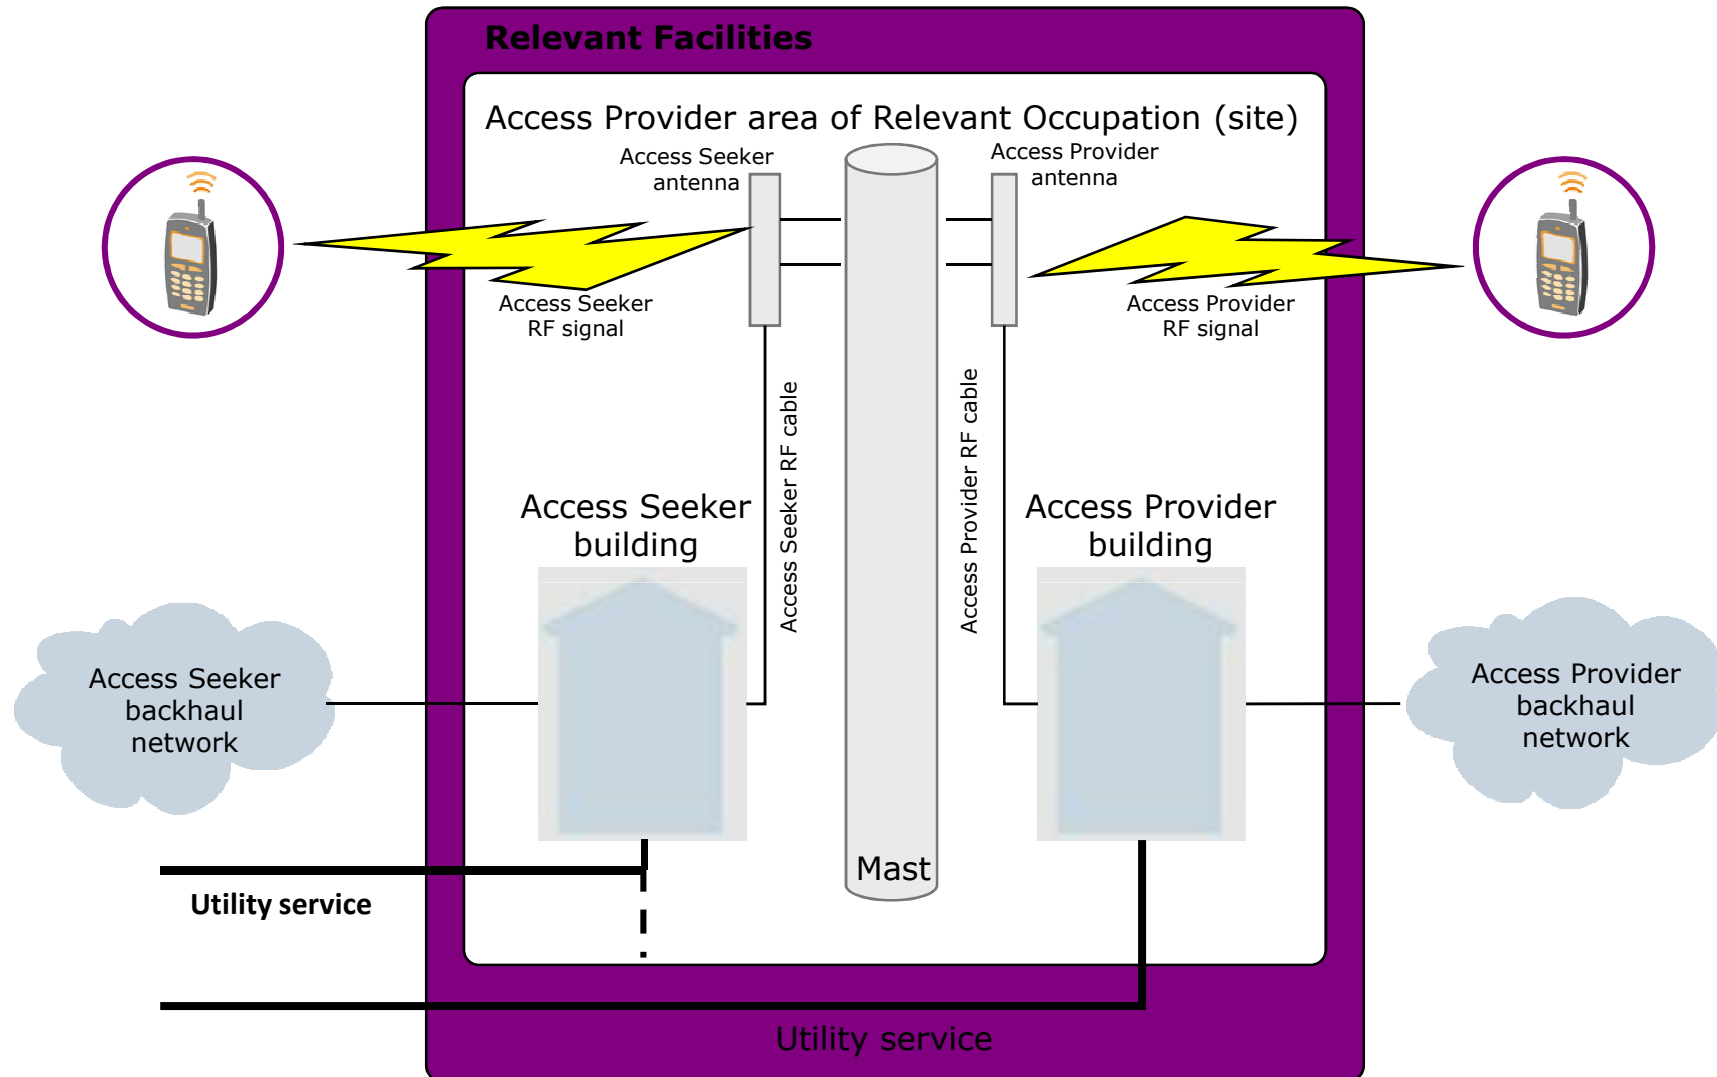 Relevant Facilities
Access Provider area of Relevant Occupation (site)
Access Seeker
antenna
Access Provider
antenna
Access Seeker
RF signal
Access Provider
RF signal
Access Seeker RF cable
Access Provider RF cable
Access Seeker
building
Access Provider
building
Access Seeker
backhaul
network
Access Provider
backhaul
network
Mast
Utility service
Utility service